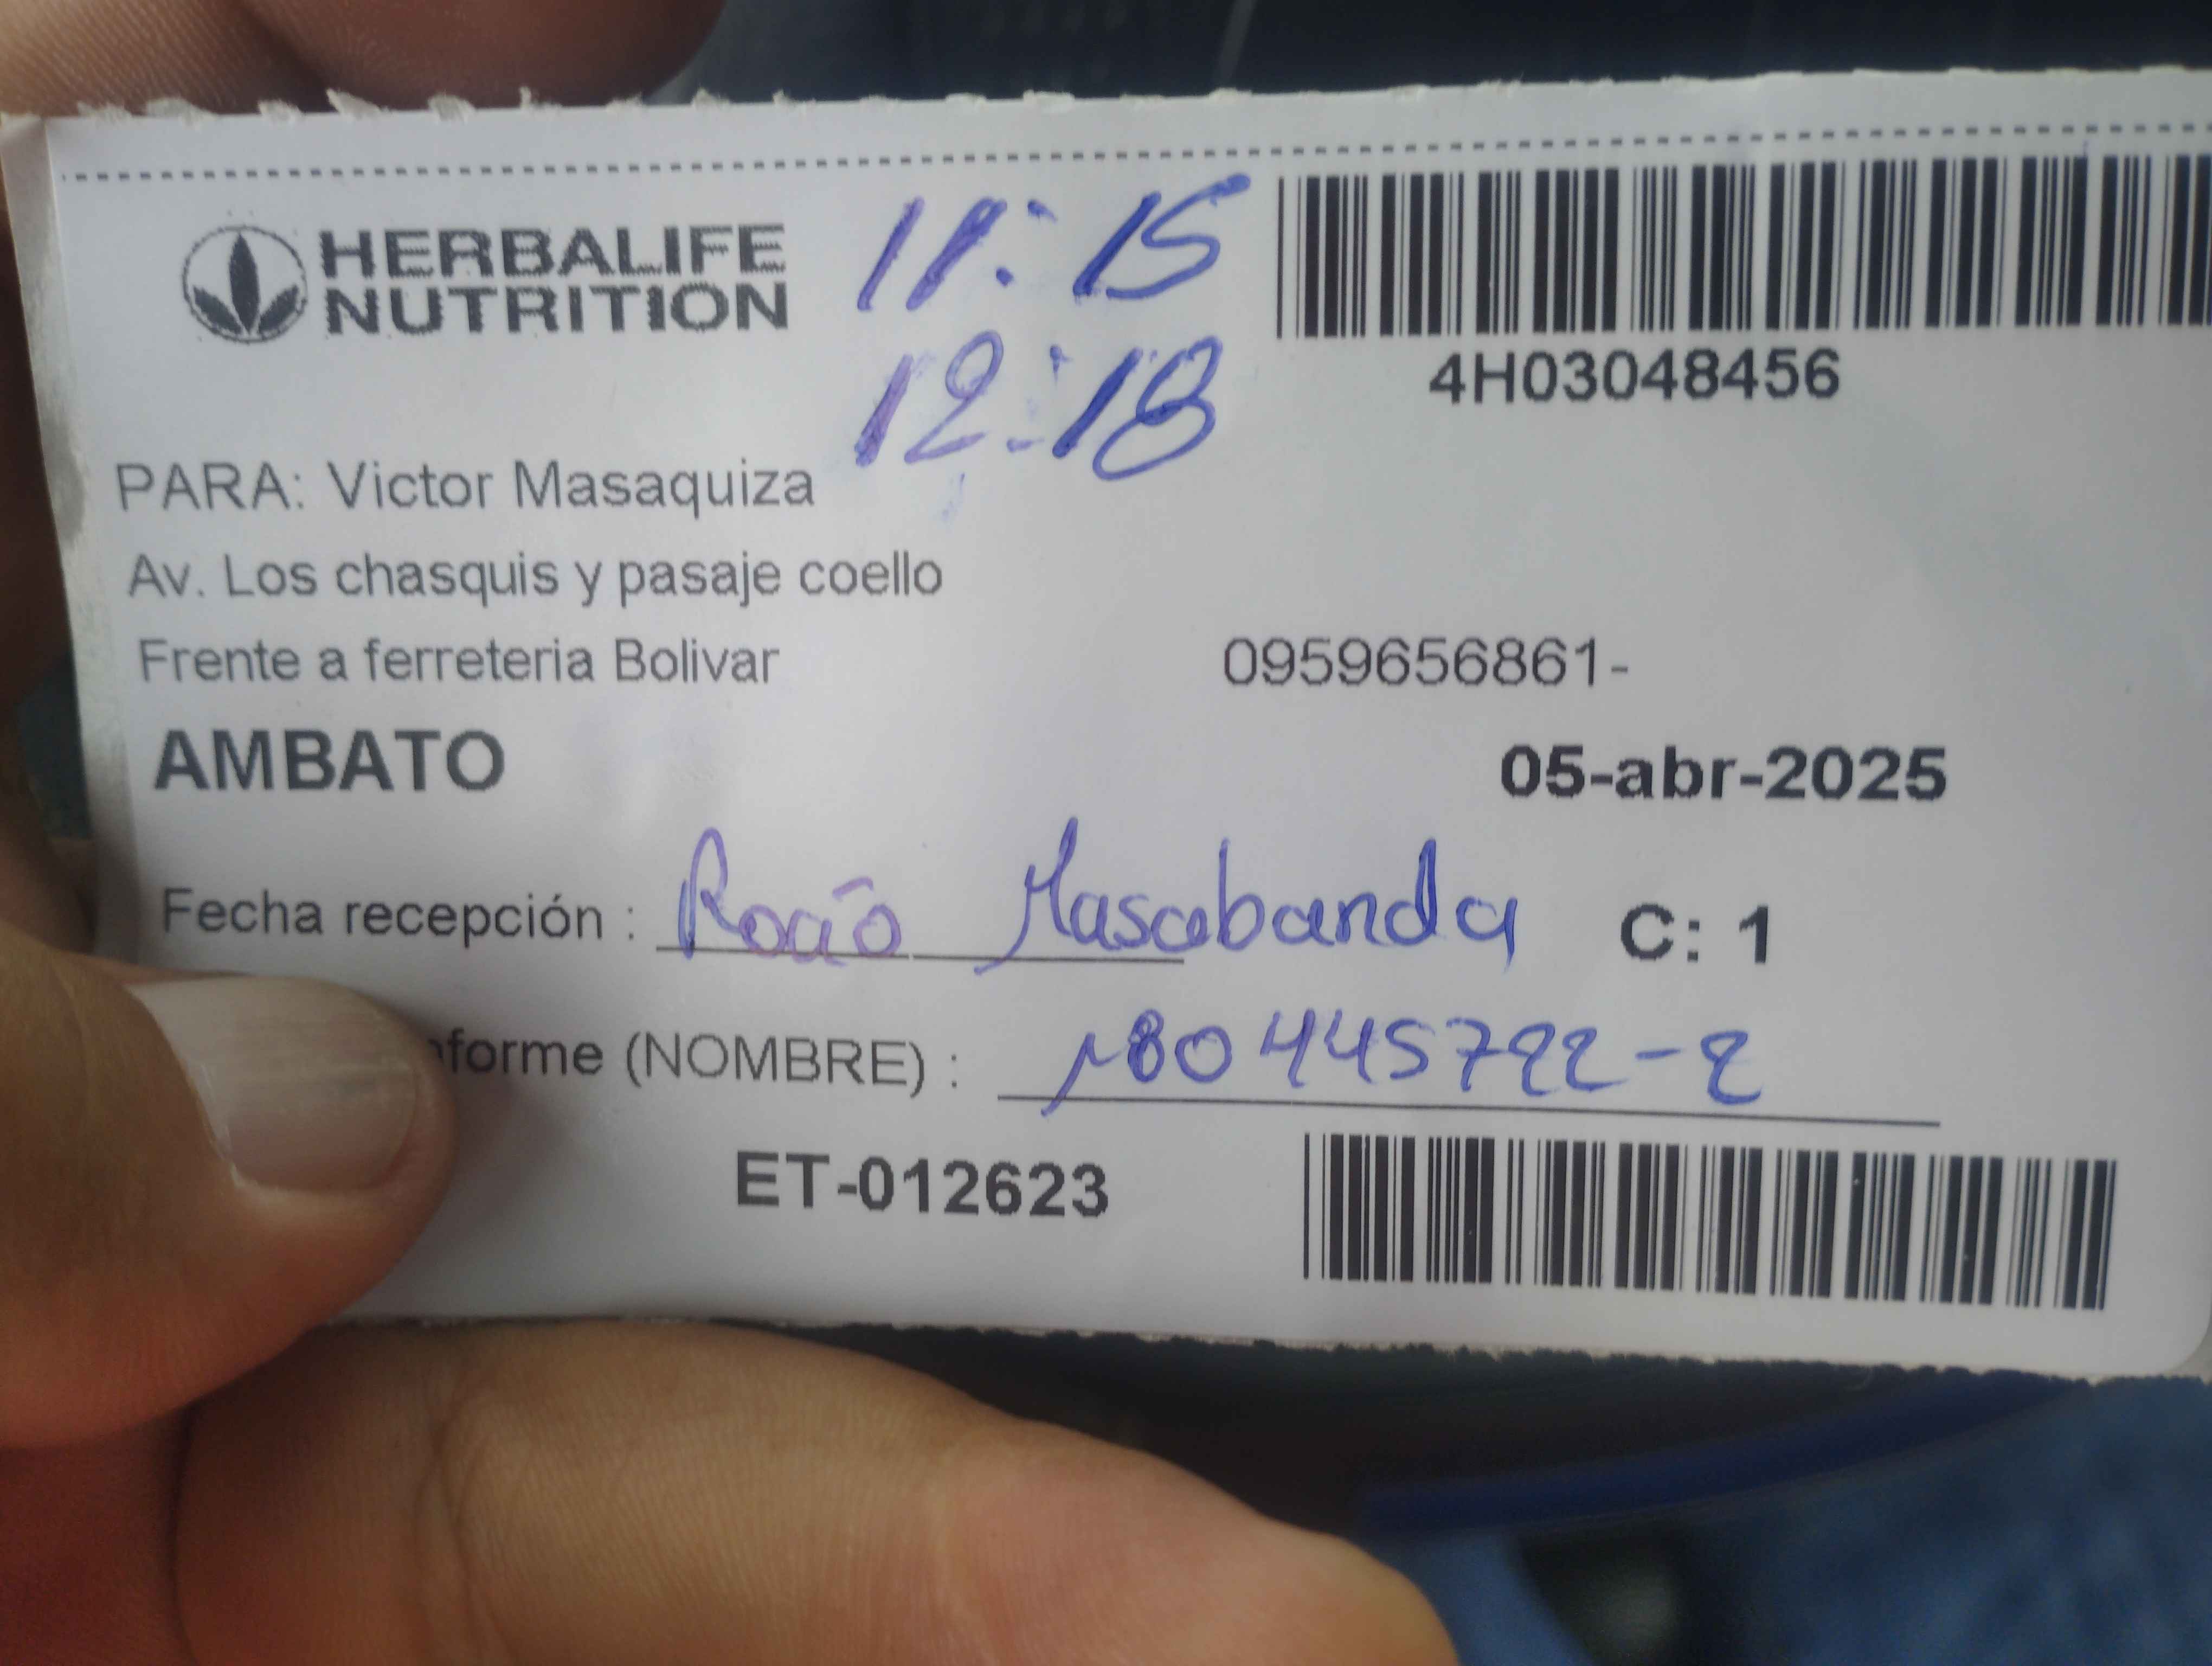 HERBALIFE
NUTRITION
11:15
12:18
4H03048456
PARA: Victor Masaquiza
Av. Los chasquis y pasaje coello
Frente a ferreteria Bolivar
0959656861-
AMBATO
05-abr-2025
Fecha recepción : Rocío Masabanda C: 1
nforme (NOMBRE) : 180445722-2
ET-012623